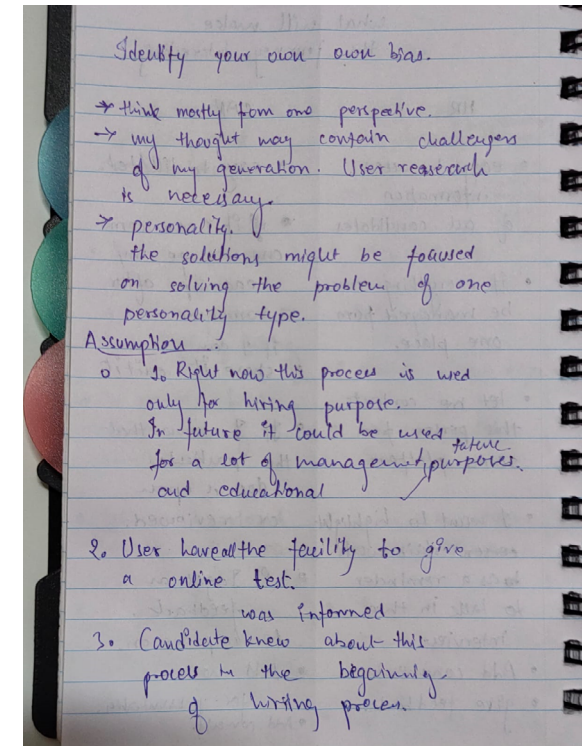 Identify your own own bias.
→ think mostly from one perspective.
→ my thought may contain challenges
of my generation. User reasearch
is necessary.
→ personality.
the solutions might be focused
on solving the problem of one
personality type.
Assumption :
1. Right now this process is used
only for hiring purpose.
In future it could be used
future
for a lot of management, purposes.
and educational
2. User have all the facility to give
a online test.
was informed
3. Candidate knew about this
process in the begainnig.
of hiriing process.